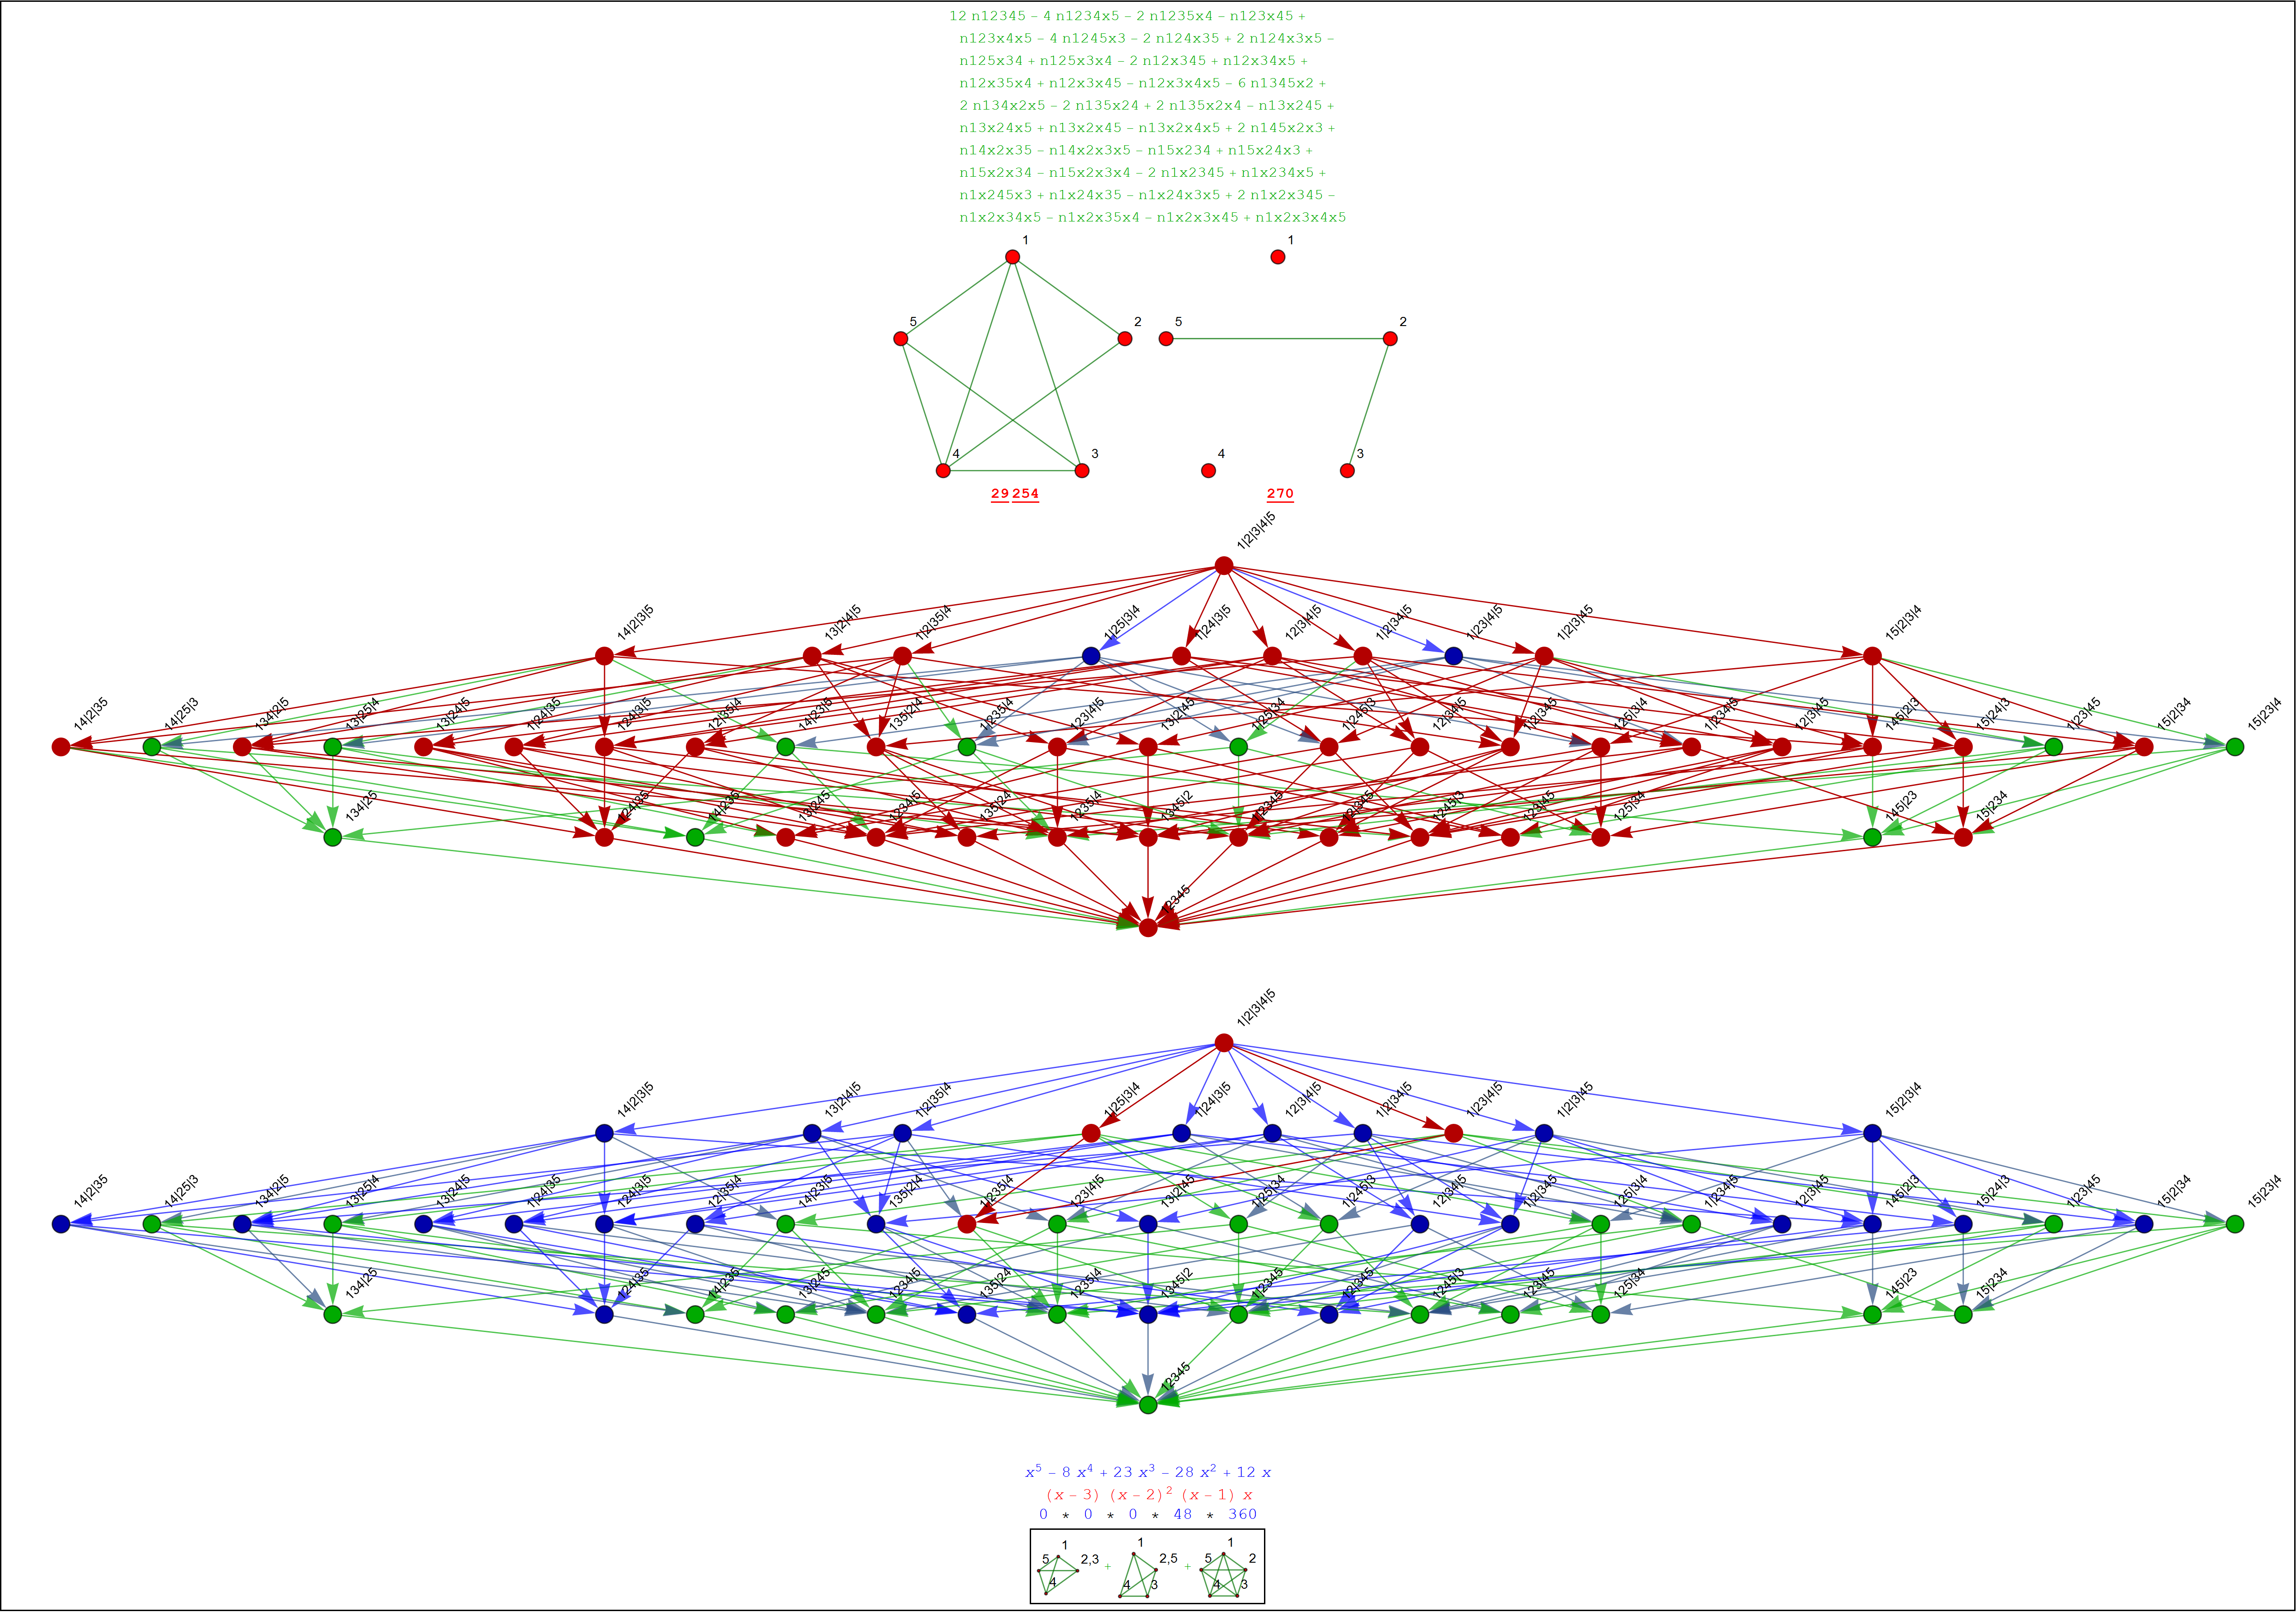 12 n12345 − 4 n1234x5 − 2 n1235x4 − n123x45 +
n123x4x5 − 4 n1245x3 − 2 n124x35 + 2 n124x3x5 −
n125x34 + n125x3x4 − 2 n12x345 + n12x34x5 +
n12x35x4 + n12x3x45 − n12x3x4x5 − 6 n1345x2 +
2 n134x2x5 − 2 n135x24 + 2 n135x2x4 − n13x245 +
n13x24x5 + n13x2x45 − n13x2x4x5 + 2 n145x2x3 +
n14x2x35 − n14x2x3x5 − n15x234 + n15x24x3 +
n15x2x34 − n15x2x3x4 − 2 n1x2345 + n1x234x5 +
n1x245x3 + n1x24x35 − n1x24x3x5 + 2 n1x2x345 −
n1x2x34x5 − n1x2x35x4 − n1x2x3x45 + n1x2x3x4x5
1 1
5 2 5 2
4 3 4 3
29 254 270
1|2|3|4|5
14|2|3|5 13|2|4|5 1|2|35|4 1|25|3|4 1|24|3|5 12|3|4|5 1|2|34|5 1|23|4|5 1|2|3|45 15|2|3|4
14|2|35 14|25|3 134|2|5 13|25|4 13|24|5 1|24|35 124|3|5 12|35|4 14|23|5 135|2|4 1|235|4 123|4|5 13|2|45 1|25|34 1|245|3 12|34|5 1|2|345 125|3|4 1|234|5 12|3|45 145|2|3 15|24|3 1|23|45 15|2|34 15|23|4
134|25 124|35 14|235 13|245 1234|5 135|24 1235|4 1345|2 1|2345 12|345 1245|3 123|45 125|34 145|23 15|234
12345
1|2|3|4|5
14|2|3|5 13|2|4|5 1|2|35|4 1|25|3|4 1|24|3|5 12|3|4|5 1|2|34|5 1|23|4|5 1|2|3|45 15|2|3|4
14|2|35 14|25|3 134|2|5 13|25|4 13|24|5 1|24|35 124|3|5 12|35|4 14|23|5 135|2|4 1|235|4 123|4|5 13|2|45 1|25|34 1|245|3 12|34|5 1|2|345 125|3|4 1|234|5 12|3|45 145|2|3 15|24|3 1|23|45 15|2|34 15|23|4
134|25 124|35 14|235 13|245 1234|5 135|24 1235|4 1345|2 1|2345 12|345 1245|3 123|45 125|34 145|23 15|234
12345
x⁵ − 8 x⁴ + 23 x³ − 28 x² + 12 x
(x − 3) (x − 2)² (x − 1) x
0 * 0 * 0 * 48 * 360
1 1 1
5 2,3 + 2,5 + 5 2
4 4 3 4 3